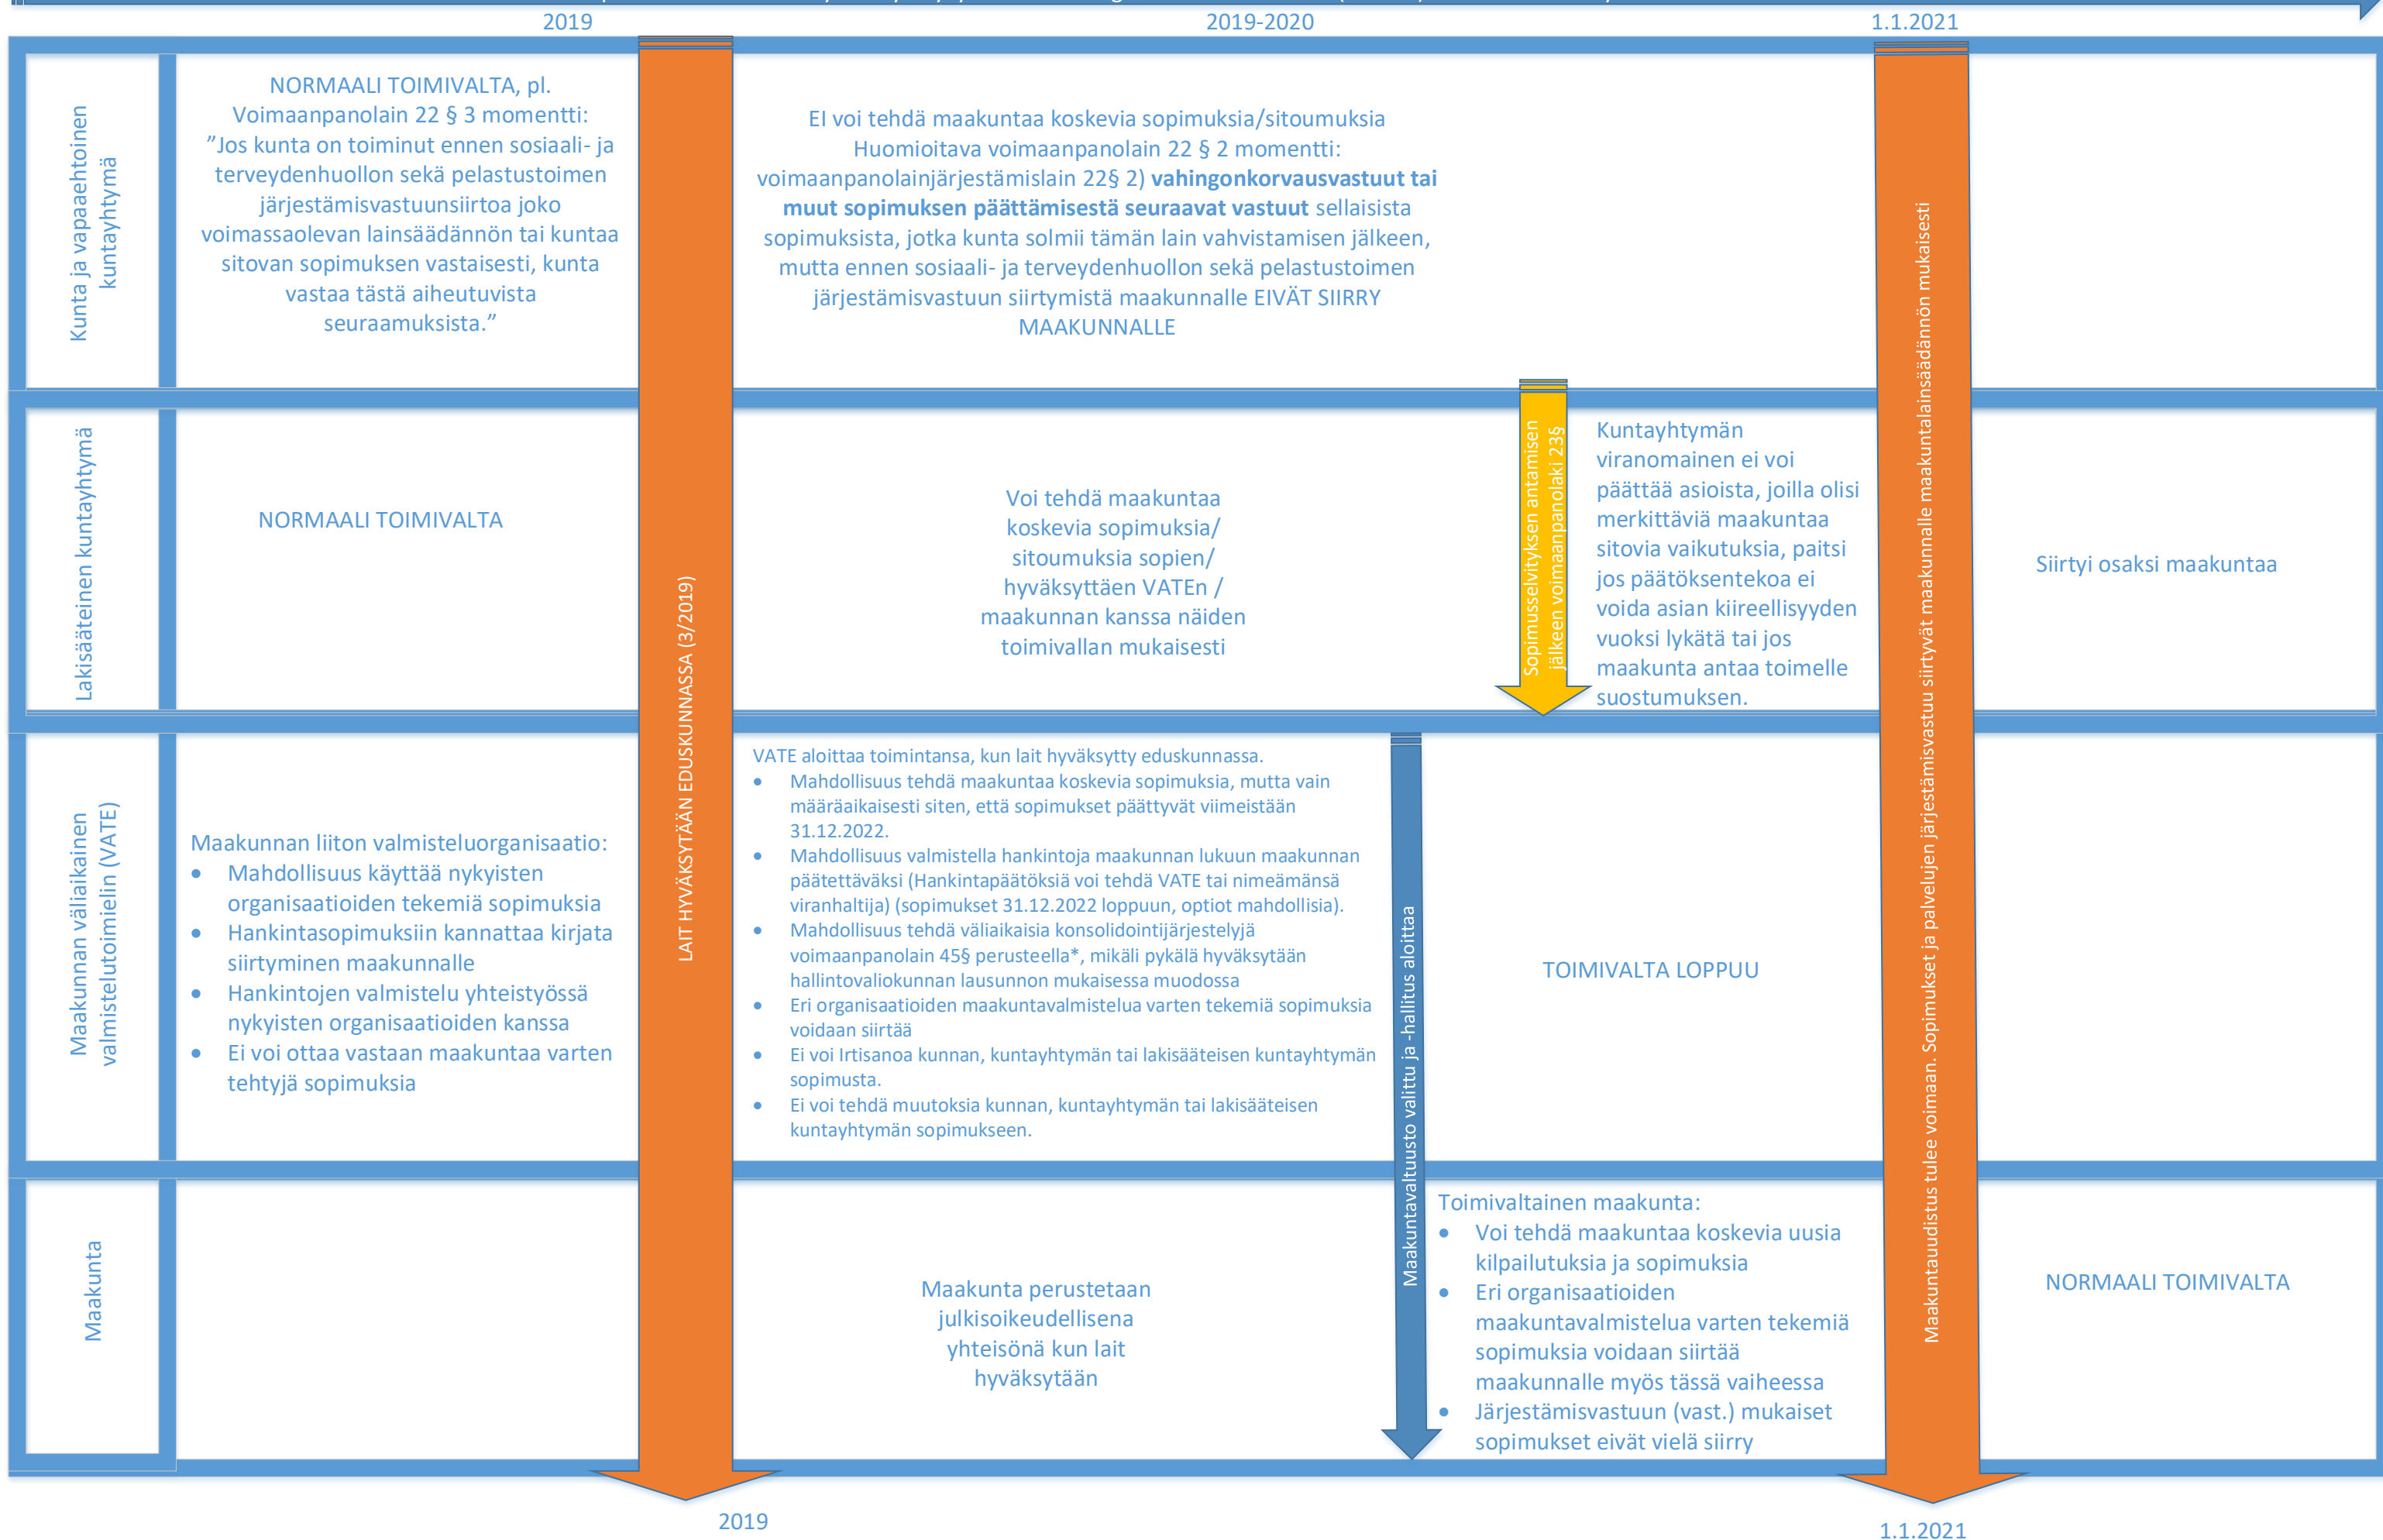 2019
2019-2020
1.1.2021
Kunta ja vapaaehtoinen
kuntayhtymä
NORMAALI TOIMIVALTA, pl.
Voimaanpanolain 22 § 3 momentti:
”Jos kunta on toiminut ennen sosiaali- ja
terveydenhuollon sekä pelastustoimen
järjestämisvastuunsiirtoa joko
voimassaolevan lainsäädännön tai kuntaa
sitovan sopimuksen vastaisesti, kunta
vastaa tästä aiheutuvista
seuraamuksista.”
EI voi tehdä maakuntaa koskevia sopimuksia/sitoumuksia
Huomioitava voimaanpanolain 22 § 2 momentti:
voimaanpanolainjärjestämislain 22§ 2) vahingonkorvausvastuut tai
muut sopimuksen päättämisestä seuraavat vastuut sellaisista
sopimuksista, jotka kunta solmii tämän lain vahvistamisen jälkeen,
mutta ennen sosiaali- ja terveydenhuollon sekä pelastustoimen
järjestämisvastuun siirtymistä maakunnalle EIVÄT SIIRRY
MAAKUNNALLE
LAIT HYVÄKSYTÄÄN EDUSKUNNASSA (3/2019)
Maakuntauudistus tulee voimaan. Sopimukset ja palvelujen järjestämisvastuu siirtyvät maakunnalle maakuntalainsäädännön mukaisesti
Lakisääteinen kuntayhtymä
NORMAALI TOIMIVALTA
Voi tehdä maakuntaa
koskevia sopimuksia/
sitoumuksia sopien/
hyväksyttäen VATEn /
maakunnan kanssa näiden
toimivallan mukaisesti
Sopimusselvityksen antamisen
jälkeen voimaanpanolaki 23§
Kuntayhtymän
viranomainen ei voi
päättää asioista, joilla olisi
merkittäviä maakuntaa
sitovia vaikutuksia, paitsi
jos päätöksentekoa ei
voida asian kiireellisyyden
vuoksi lykätä tai jos
maakunta antaa toimelle
suostumuksen.
Siirtyi osaksi maakuntaa
Maakunnan väliaikainen
valmistelutoimielin (VATE)
Maakunnan liiton valmisteluorganisaatio:
• Mahdollisuus käyttää nykyisten
organisaatioiden tekemiä sopimuksia
• Hankintasopimuksiin kannattaa kirjata
siirtyminen maakunnalle
• Hankintojen valmistelu yhteistyössä
nykyisten organisaatioiden kanssa
• Ei voi ottaa vastaan maakuntaa varten
tehtyjä sopimuksia
VATE aloittaa toimintansa, kun lait hyväksytty eduskunnassa.
• Mahdollisuus tehdä maakuntaa koskevia sopimuksia, mutta vain
määräaikaisesti siten, että sopimukset päättyvät viimeistään
31.12.2022.
• Mahdollisuus valmistella hankintoja maakunnan lukuun maakunnan
päätettäväksi (Hankintapäätöksiä voi tehdä VATE tai nimeämänsä
viranhaltija) (sopimukset 31.12.2022 loppuun, optiot mahdollisia).
• Mahdollisuus tehdä väliaikaisia konsolidointijärjestelyjä
voimaanpanolain 45§ perusteella*, mikäli pykälä hyväksytään
hallintovaliokunnan lausunnon mukaisessa muodossa
• Eri organisaatioiden maakuntavalmistelua varten tekemiä sopimuksia
voidaan siirtää
• Ei voi Irtisanoa kunnan, kuntayhtymän tai lakisääteisen kuntayhtymän
sopimusta.
• Ei voi tehdä muutoksia kunnan, kuntayhtymän tai lakisääteisen
kuntayhtymän sopimukseen.
Maakuntavaltuusto valittu ja -hallitus aloittaa
TOIMIVALTA LOPPUU
Maakunta
Maakunta perustetaan
julkisoikeudellisena
yhteisönä kun lait
hyväksytään
Toimivaltainen maakunta:
• Voi tehdä maakuntaa koskevia uusia
kilpailutuksia ja sopimuksia
• Eri organisaatioiden
maakuntavalmistelua varten tekemiä
sopimuksia voidaan siirtää
maakunnalle myös tässä vaiheessa
• Järjestämisvastuun (vast.) mukaiset
sopimukset eivät vielä siirry
NORMAALI TOIMIVALTA
2019
1.1.2021